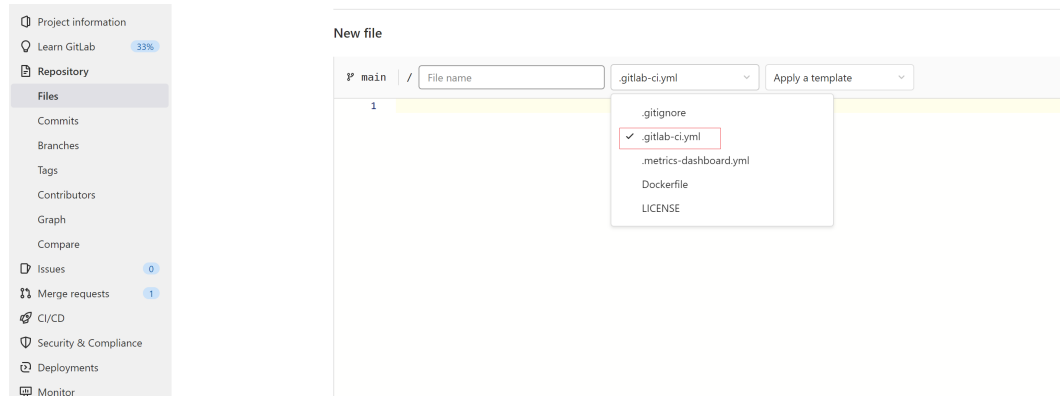 Project information
Learn GitLab 33%
Repository
Files
Commits
Branches
Tags
Contributors
Graph
Compare
Issues 0
Merge requests 1
CI/CD
Security & Compliance
Deployments
Monitor
New file
main / File name .gitlab-ci.yml Apply a template
1
.gitignore
.gitlab-ci.yml
.metrics-dashboard.yml
Dockerfile
LICENSE